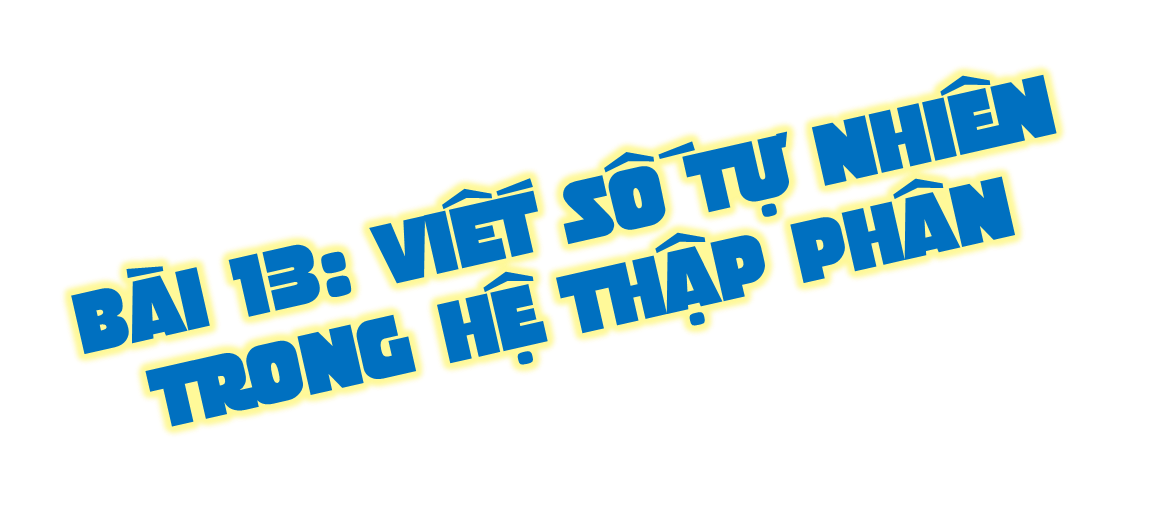 BÀI 13: VIẾT SỐ TỰ NHIÊN
TRONG HỆ THẬP PHÂN